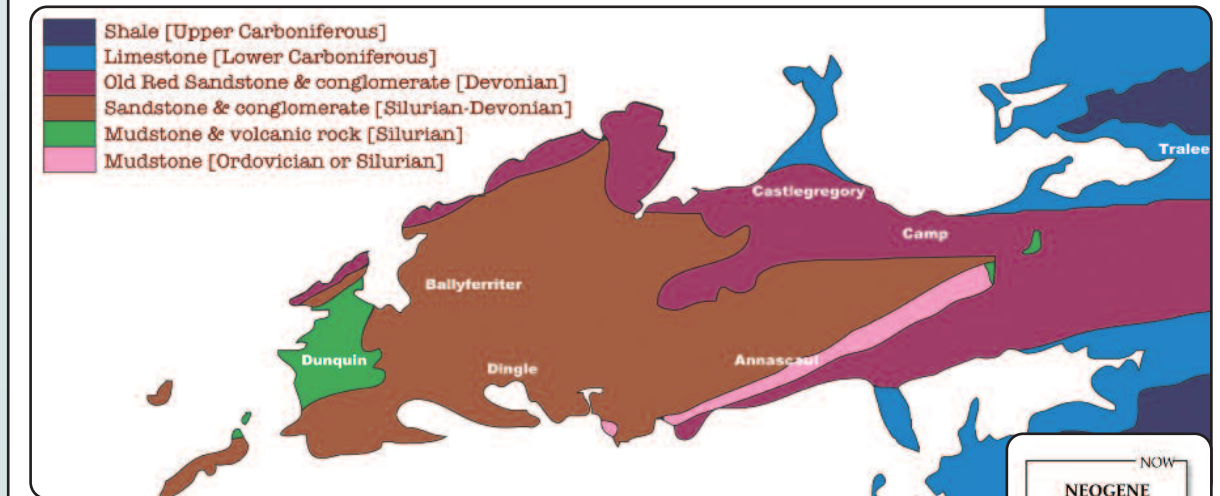 Shale [Upper Carboniferous]
Limestone [Lower Carboniferous]
Old Red Sandstone & conglomerate [Devonian]
Sandstone & conglomerate [Silurian-Devonian]
Mudstone & volcanic rock [Silurian]
Mudstone [Ordovician or Silurian]
Tralee
Castlegregory
Camp
Ballyferriter
Dunquin
Dingle
Annascaul
NOW
NEOGENE